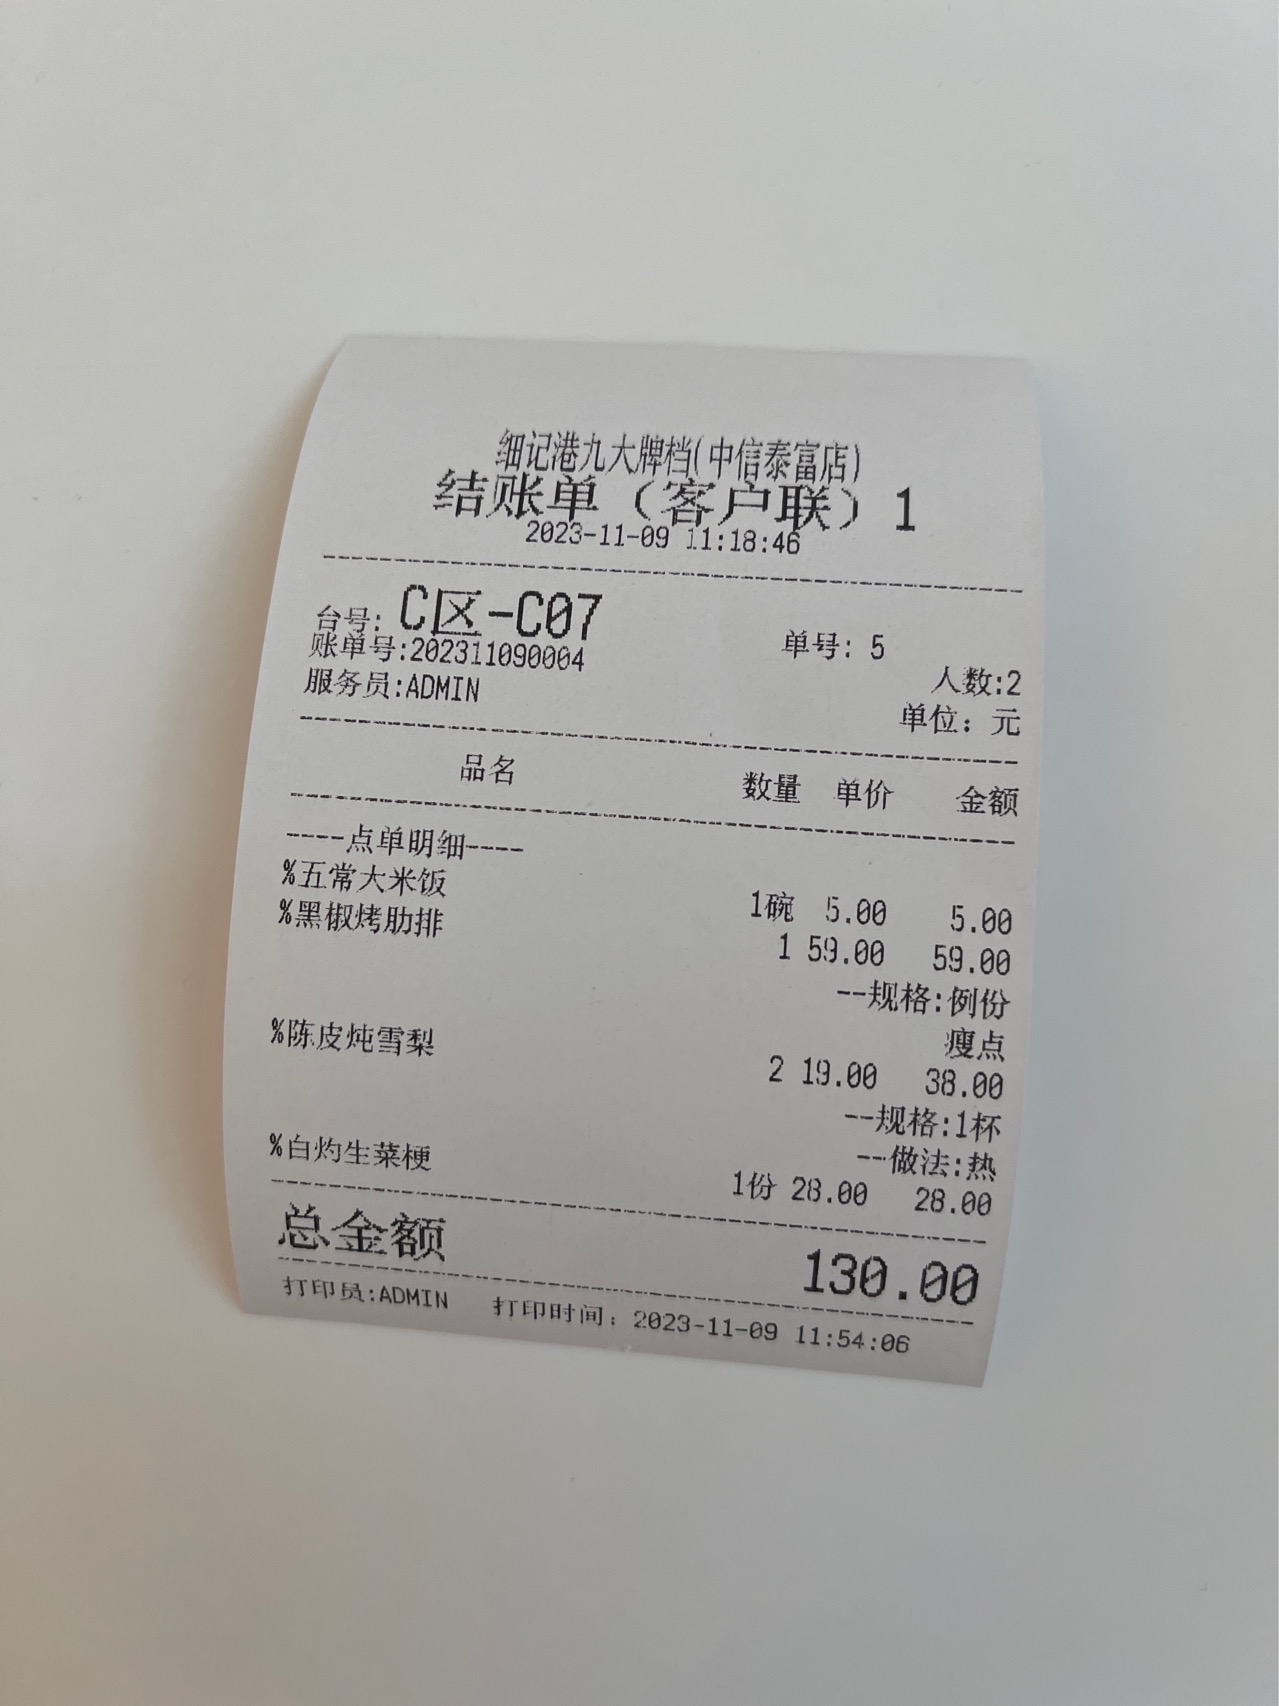 细记港九大牌档(中信泰富店)
结账单（客户联）1
2023-11-09 11:18:46
台号: C区-C07 单号: 5
账单号:202311090004 人数:2
服务员:ADMIN 单位: 元
品名 数量 单价 金额
----点单明细----
%五常大米饭 1碗 5.00 5.00
%黑椒烤肋排 1 59.00 59.00
--规格:例份
瘦点
%陈皮炖雪梨 2 19.00 38.00
--规格:1杯
--做法:热
%白灼生菜梗 1份 28.00 28.00
总金额 130.00
打印员:ADMIN 打印时间: 2023-11-09 11:54:06